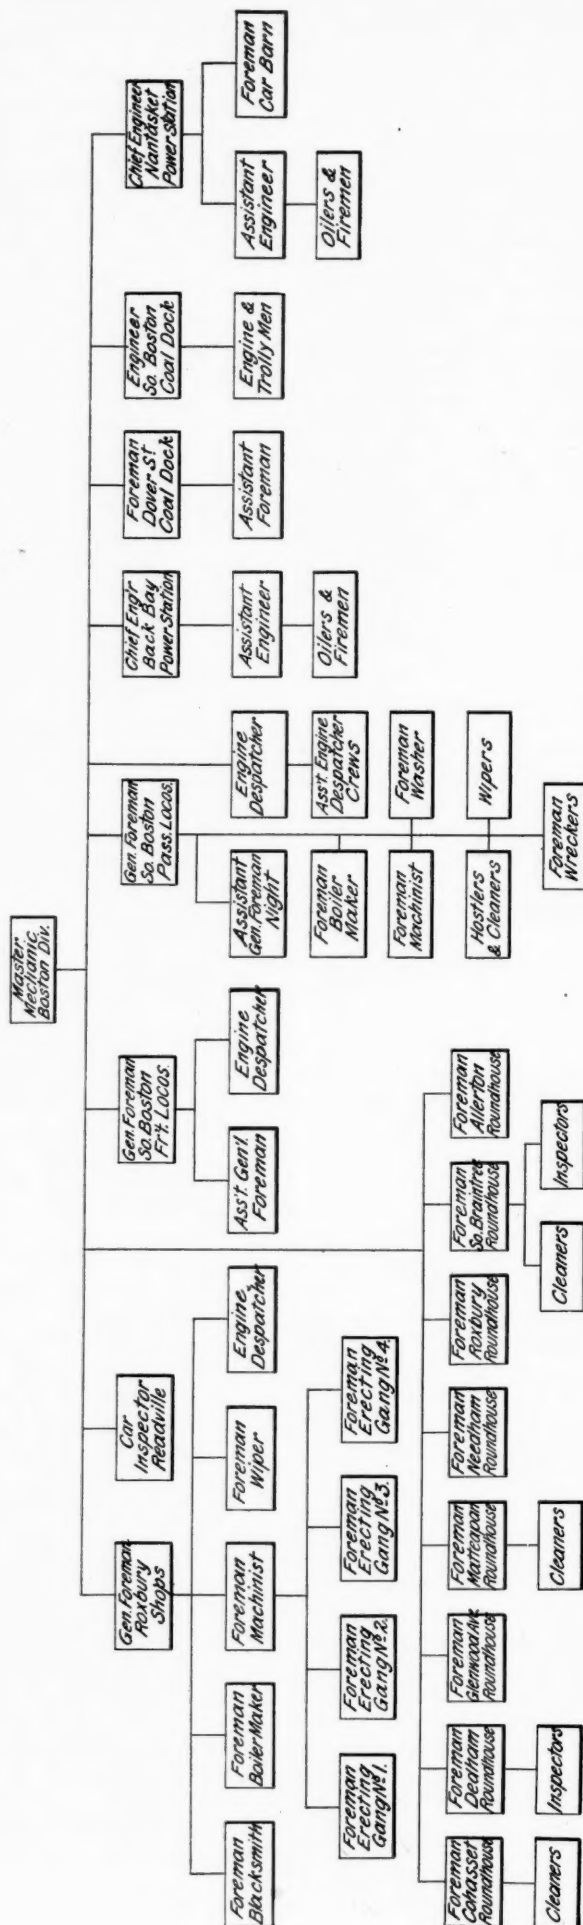 Master
Mechanic
Boston Div.
Gen. Foreman
Roxbury
Shops
Car
Inspector
Readville
Gen. Foreman
So. Boston
Fr't. Locos.
Gen. Foreman
So. Boston
Pass. Locos.
Chief Eng'r
Back Bay
Power Station
Foreman
Dover St
Coal Dock
Engineer
So. Boston
Coal Dock
Chief Engineer
Nantasket
Power Station
Foreman
Blacksmith
Foreman
Boiler Maker
Foreman
Machinist
Foreman
Wiper
Engine
Despatcher
Ass't. Gen'l.
Foreman
Engine
Despatcher
Assistant
Gen. Foreman
Night
Engine
Despatcher
Assistant
Engineer
Assistant
Foreman
Engine &
Trolly Men
Assistant
Engineer
Foreman
Car Barn
Foreman
Erecting
Gang Nº 1.
Foreman
Erecting
Gang Nº 2.
Foreman
Erecting
Gang Nº 3.
Foreman
Erecting
Gang Nº 4.
Foreman
Boiler
Maker
Ass't. Engine
Despatcher
Crews
Oilers &
Firemen
Oilers &
Firemen
Foreman
Machinist
Foreman
Washer
Foreman
Cohasset
Roundhouse
Foreman
Dedham
Roundhouse
Foreman
Glenwood Ave.
Roundhouse
Foreman
Mattapan
Roundhouse
Foreman
Needham
Roundhouse
Foreman
Roxbury
Roundhouse
Foreman
So. Braintree
Roundhouse
Foreman
Allerton
Roundhouse
Hostlers
& Cleaners
Wipers
Cleaners
Inspectors
Cleaners
Cleaners
Inspectors
Foreman
Wreckers